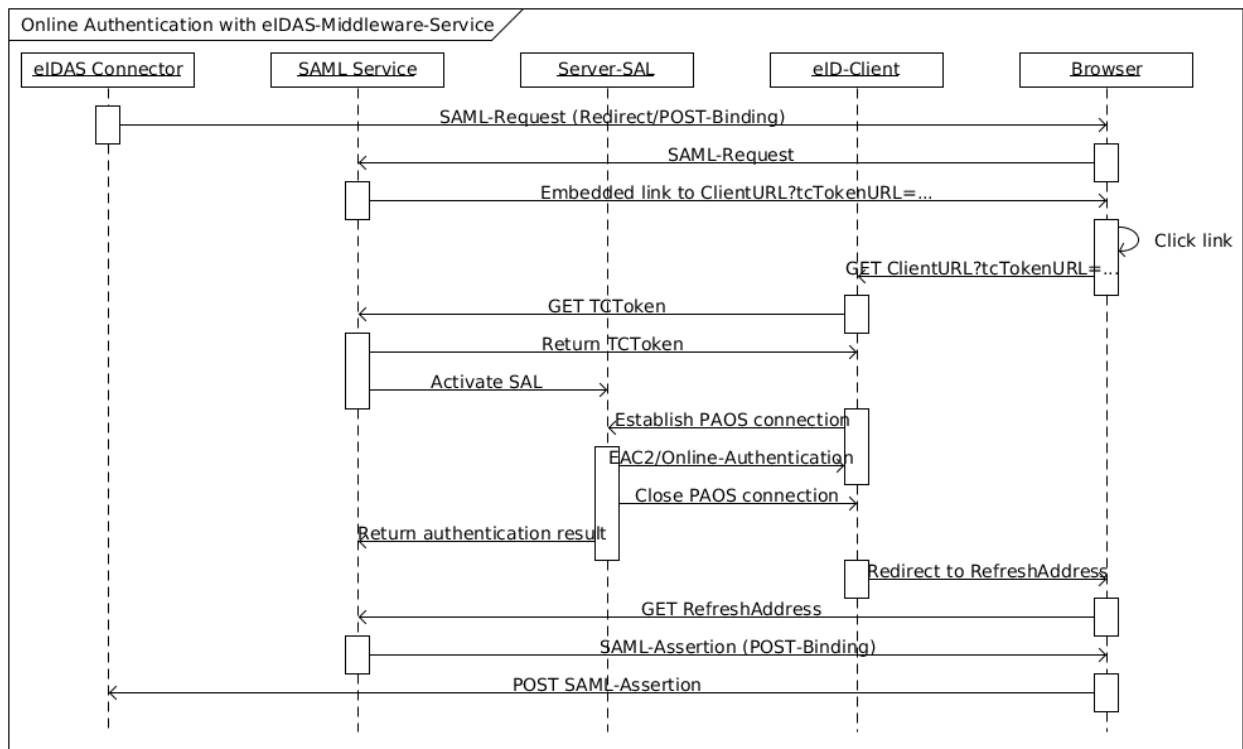 Online Authentication with eIDAS-Middleware-Service
eIDAS Connector
SAML Service
Server-SAL
eID-Client
Browser
SAML-Request (Redirect/POST-Binding)
SAML-Request
Embedded link to ClientURL?tcTokenURL=...
Click link
GET ClientURL?tcTokenURL=...
GET TCToken
Return TCToken
Activate SAL
Establish PAOS connection
EAC2/Online-Authentication
Close PAOS connection
Return authentication result
Redirect to RefreshAddress
GET RefreshAddress
SAML-Assertion (POST-Binding)
POST SAML-Assertion